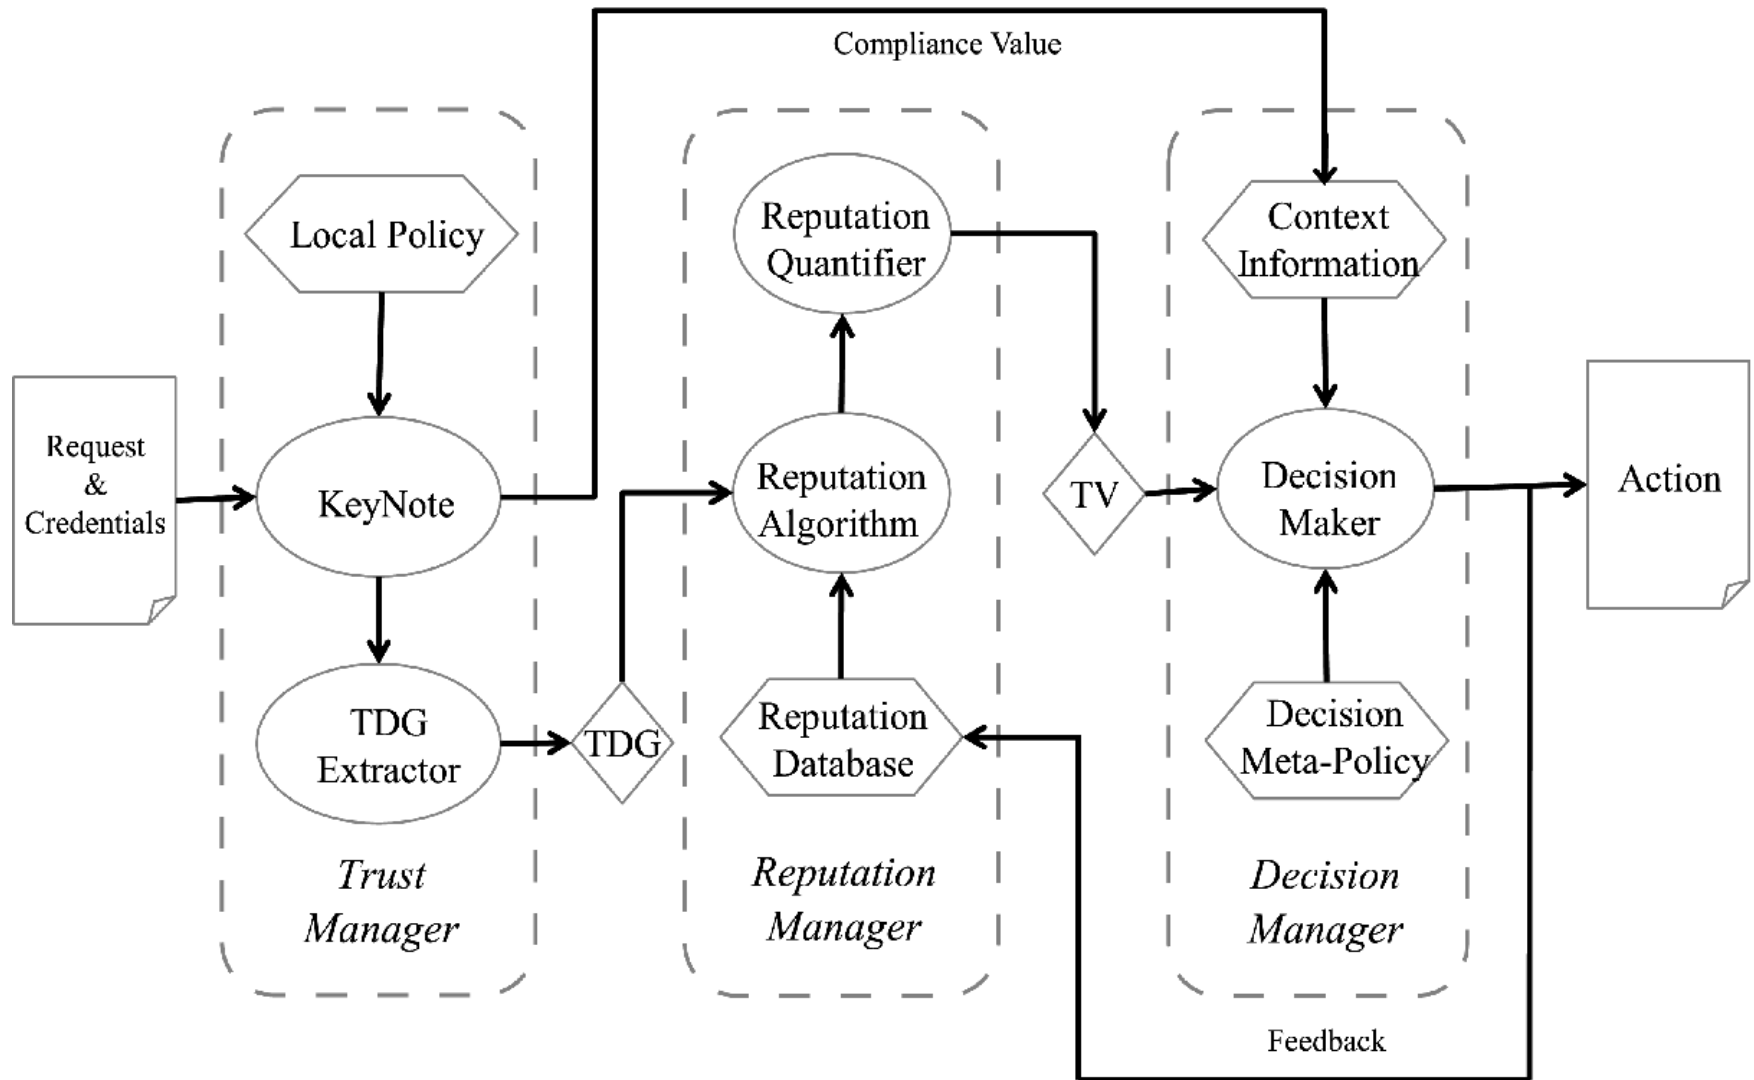 Compliance Value
Local Policy
Request
&
Credentials
KeyNote
TDG
Extractor
Trust
Manager
TDG
Reputation
Quantifier
Reputation
Algorithm
Reputation
Database
Reputation
Manager
TV
Context
Information
Decision
Maker
Decision
Meta-Policy
Decision
Manager
Action
Feedback